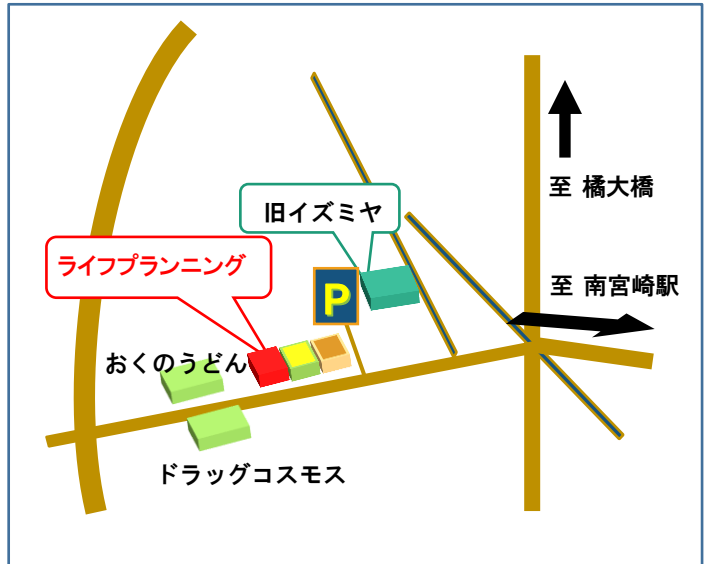 至 橘大橋
旧イズミヤ
ライフプランニング
至 南宮崎駅
P
おくのうどん
ドラッグコスモス